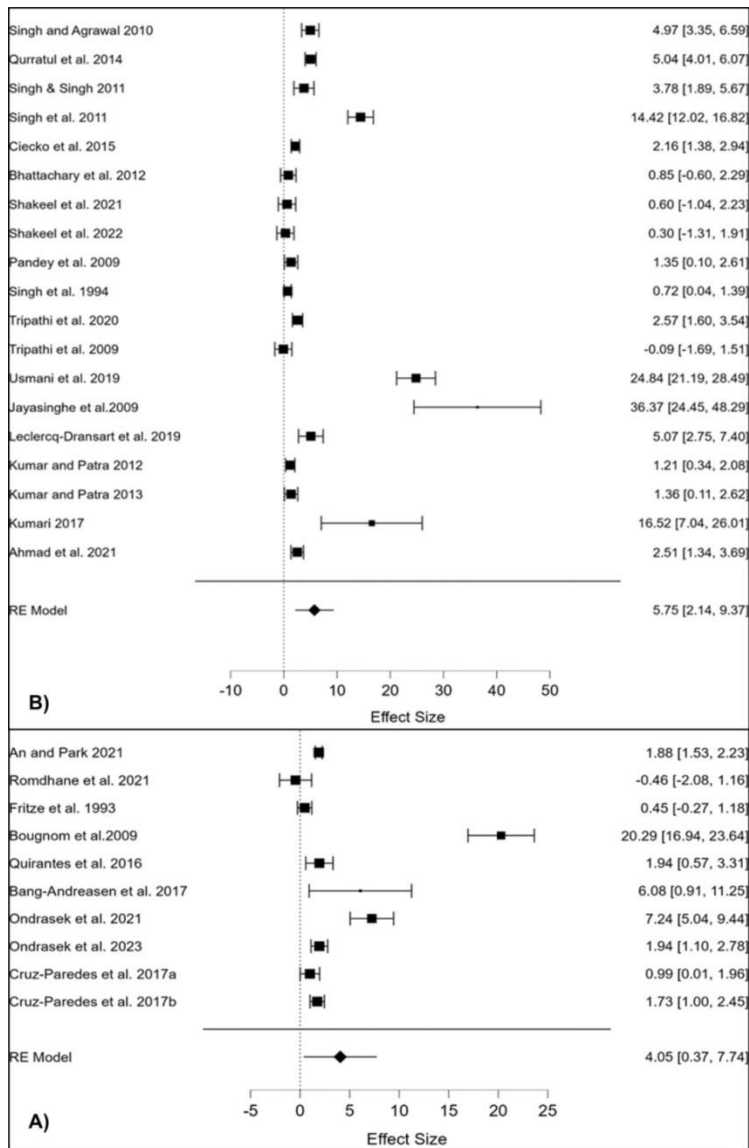 Singh and Agrawal 2010 4.97 [3.35, 6.59]
Qurratul et al. 2014 5.04 [4.01, 6.07]
Singh & Singh 2011 3.78 [1.89, 5.67]
Singh et al. 2011 14.42 [12.02, 16.82]
Ciecko et al. 2015 2.16 [1.38, 2.94]
Bhattachary et al. 2012 0.85 [-0.60, 2.29]
Shakeel et al. 2021 0.60 [-1.04, 2.23]
Shakeel et al. 2022 0.30 [-1.31, 1.91]
Pandey et al. 2009 1.35 [0.10, 2.61]
Singh et al. 1994 0.72 [0.04, 1.39]
Tripathi et al. 2020 2.57 [1.60, 3.54]
Tripathi et al. 2009 -0.09 [-1.69, 1.51]
Usmani et al. 2019 24.84 [21.19, 28.49]
Jayasinghe et al.2009 36.37 [24.45, 48.29]
Leclercq-Dransart et al. 2019 5.07 [2.75, 7.40]
Kumar and Patra 2012 1.21 [0.34, 2.08]
Kumar and Patra 2013 1.36 [0.11, 2.62]
Kumari 2017 16.52 [7.04, 26.01]
Ahmad et al. 2021 2.51 [1.34, 3.69]
RE Model 5.75 [2.14, 9.37]
-10 0 10 20 30 40 50
B) Effect Size
An and Park 2021 1.88 [1.53, 2.23]
Romdhane et al. 2021 -0.46 [-2.08, 1.16]
Fritze et al. 1993 0.45 [-0.27, 1.18]
Bougnom et al.2009 20.29 [16.94, 23.64]
Quirantes et al. 2016 1.94 [0.57, 3.31]
Bang-Andreasen et al. 2017 6.08 [0.91, 11.25]
Ondrasek et al. 2021 7.24 [5.04, 9.44]
Ondrasek et al. 2023 1.94 [1.10, 2.78]
Cruz-Paredes et al. 2017a 0.99 [0.01, 1.96]
Cruz-Paredes et al. 2017b 1.73 [1.00, 2.45]
RE Model 4.05 [0.37, 7.74]
-5 0 5 10 15 20 25
A) Effect Size